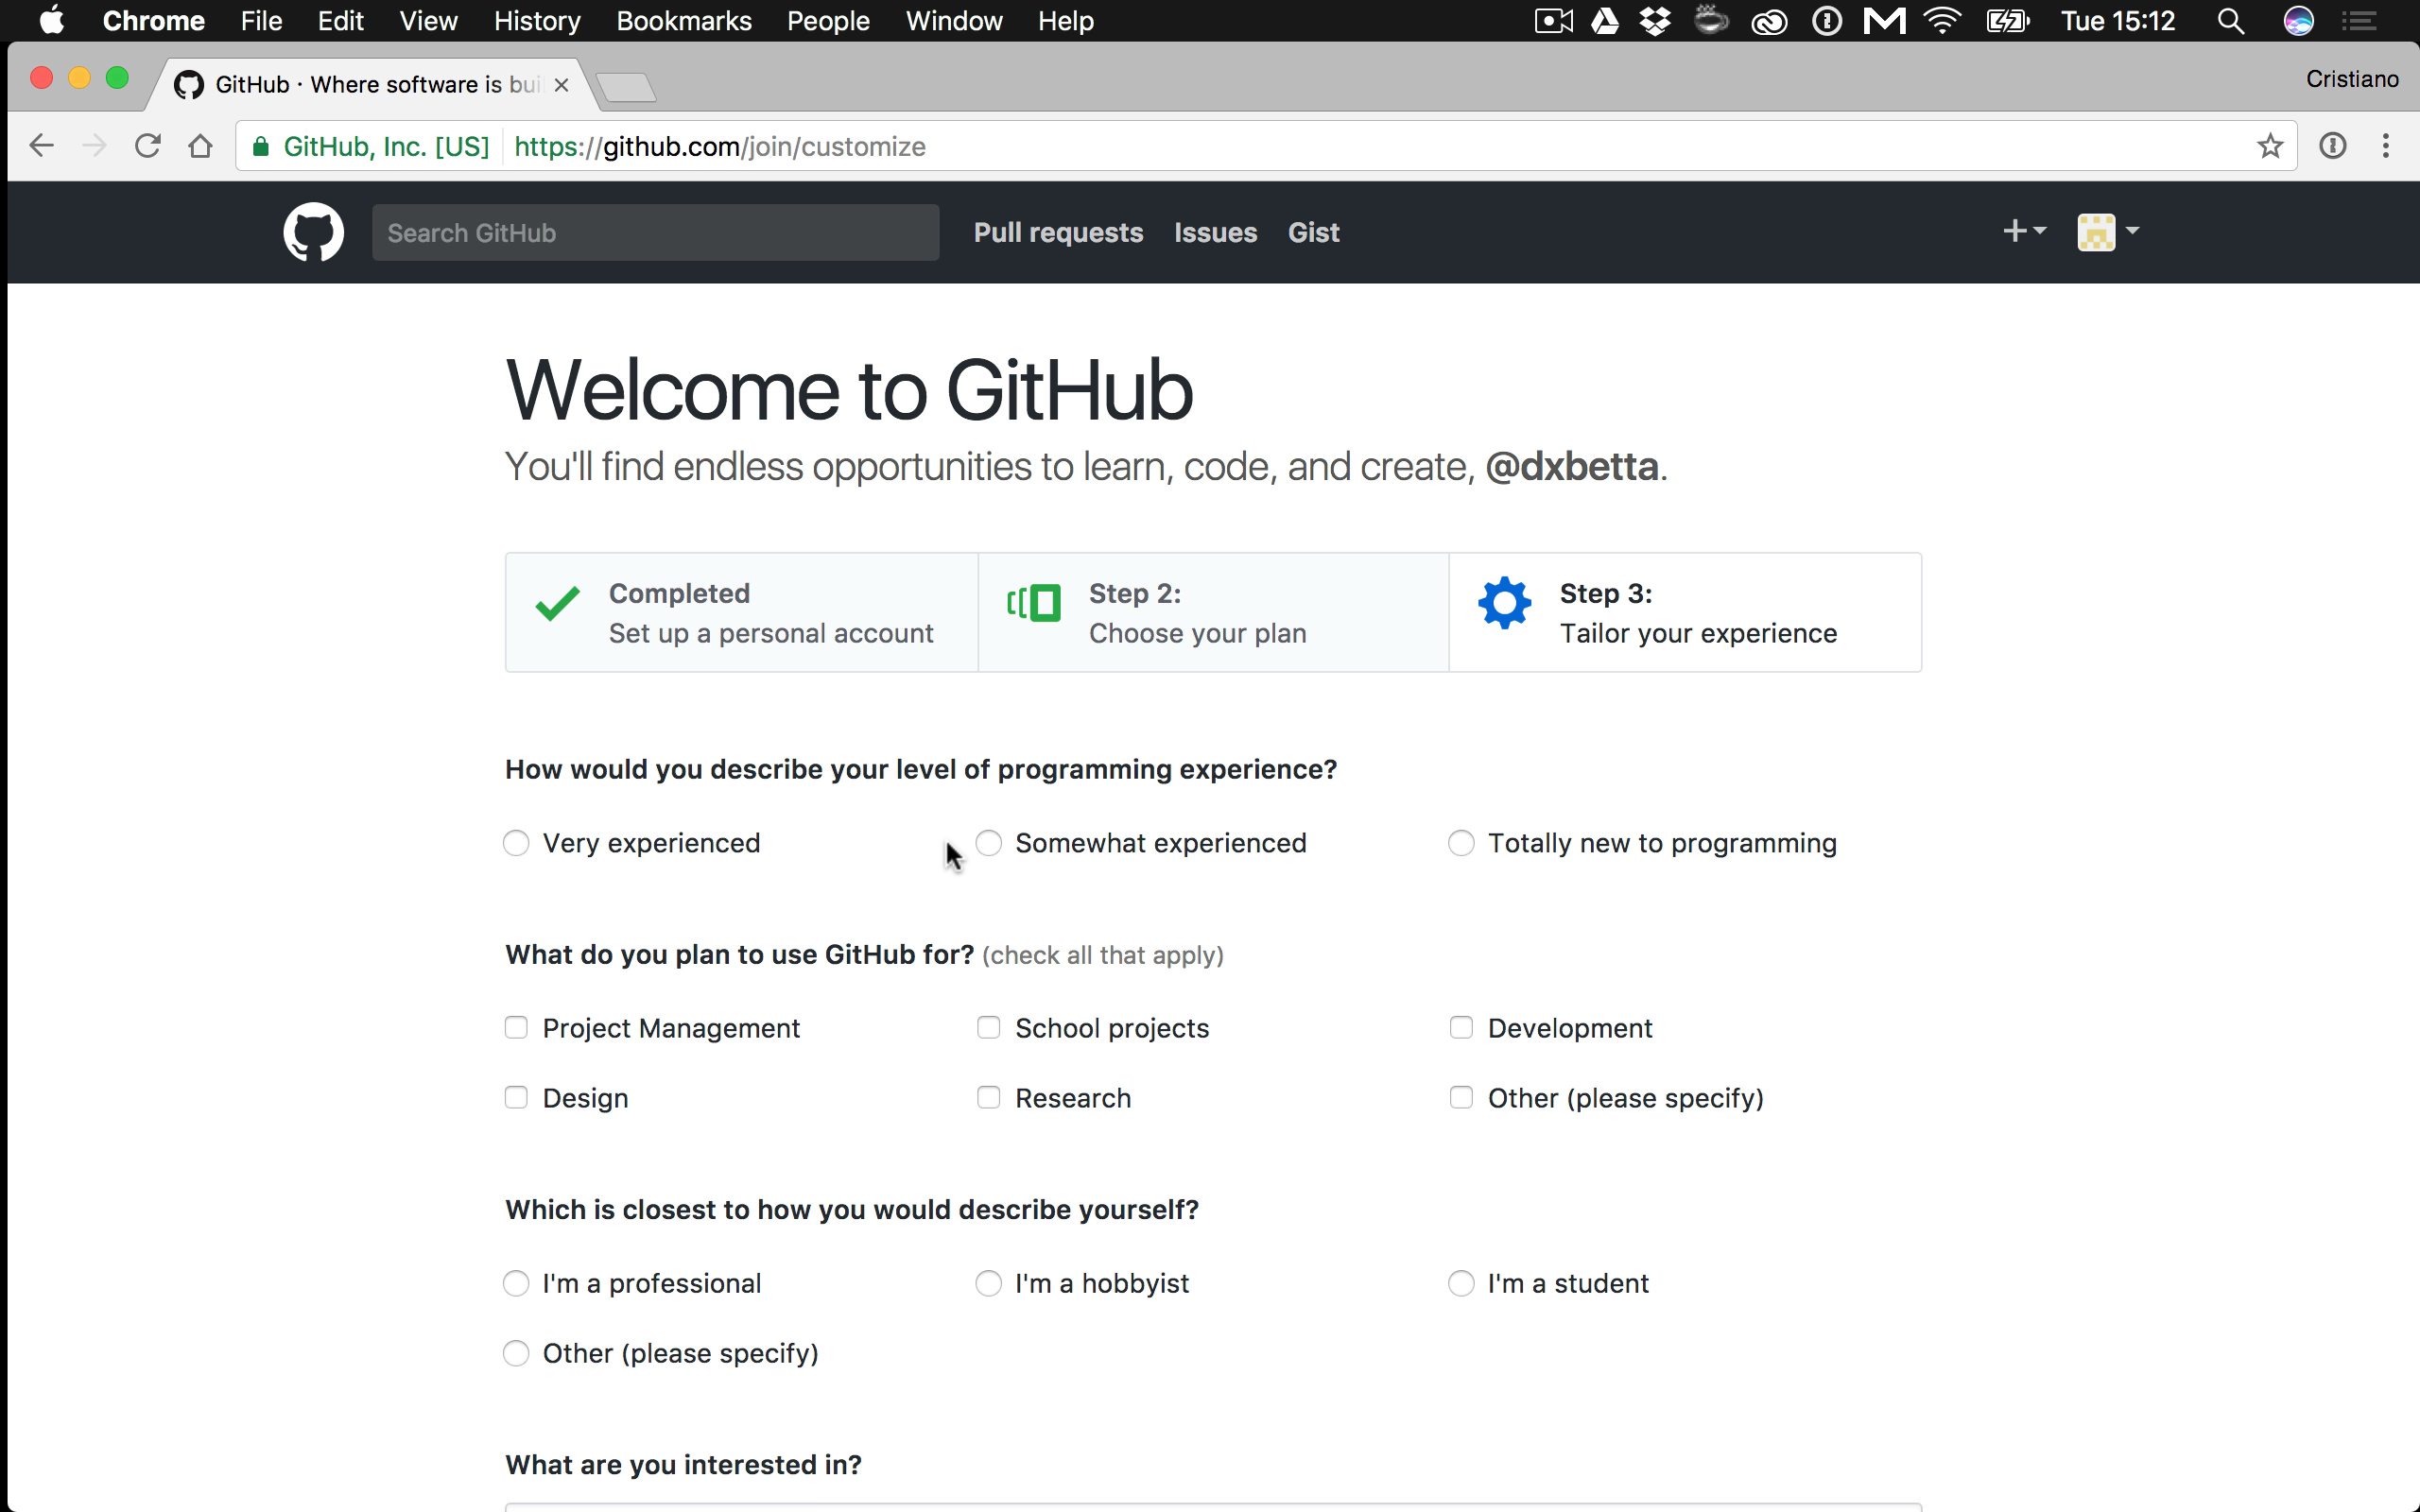 Chrome File Edit View History Bookmarks People Window Help Tue 15:12
GitHub · Where software is bui Cristiano
GitHub, Inc. [US] https://github.com/join/customize
Search GitHub Pull requests Issues Gist
Welcome to GitHub
You'll find endless opportunities to learn, code, and create, @dxbetta.
Completed
Set up a personal account
Step 2:
Choose your plan
Step 3:
Tailor your experience
How would you describe your level of programming experience?
Very experienced Somewhat experienced Totally new to programming
What do you plan to use GitHub for? (check all that apply)
Project Management School projects Development
Design Research Other (please specify)
Which is closest to how you would describe yourself?
I'm a professional I'm a hobbyist I'm a student
Other (please specify)
What are you interested in?